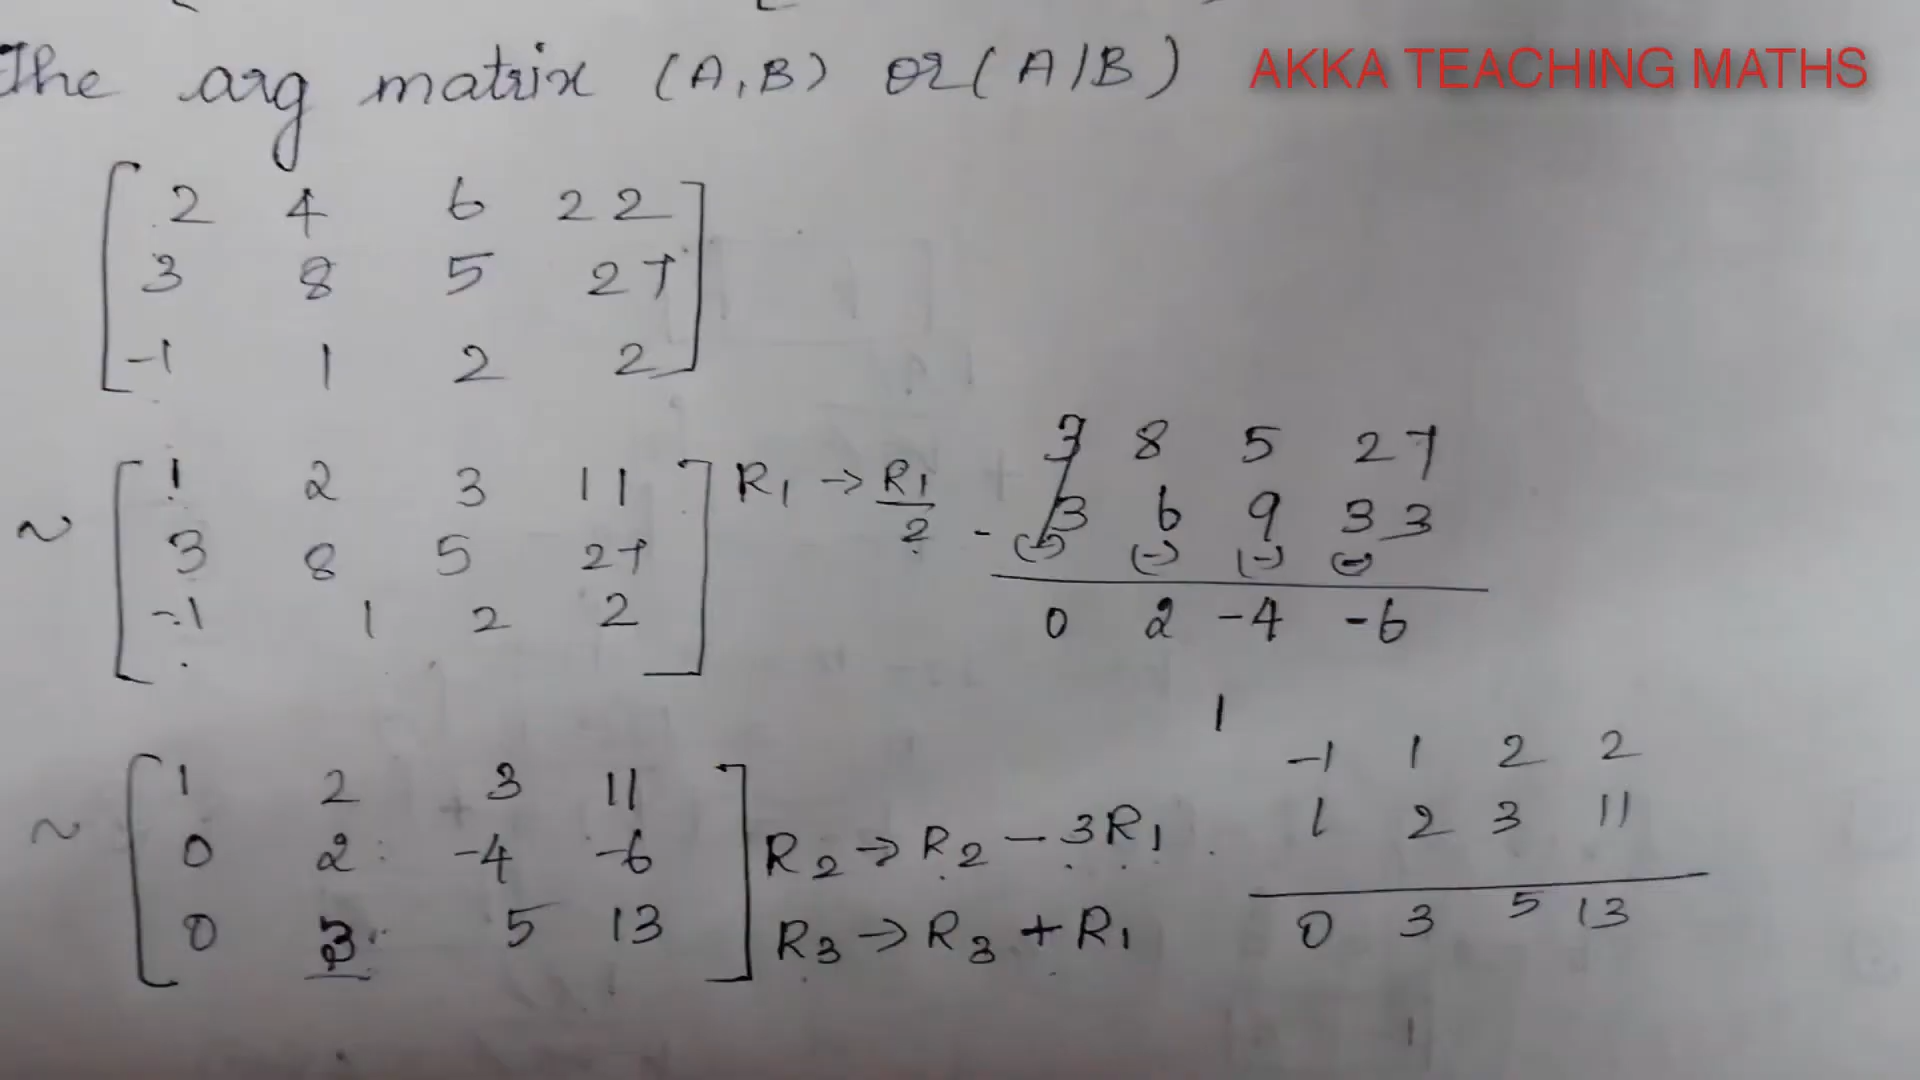 The arg matrix (A,B) or (A/B)
AKKA TEACHING MATHS
2 4 6 22
3 8 5 27
-1 1 2 2
~
1 2 3 11
3 8 5 27
-1 1 2 2
R1 → R1/2
3 8 5 27
- 3 6 9 33
(-) (-) (-) (-)
0 2 -4 -6
~
1 2 3 11
0 2 -4 -6
0 3 5 13
R2 → R2 - 3R1
R3 → R3 + R1
1
-1 1 2 2
1 2 3 11
0 3 5 13